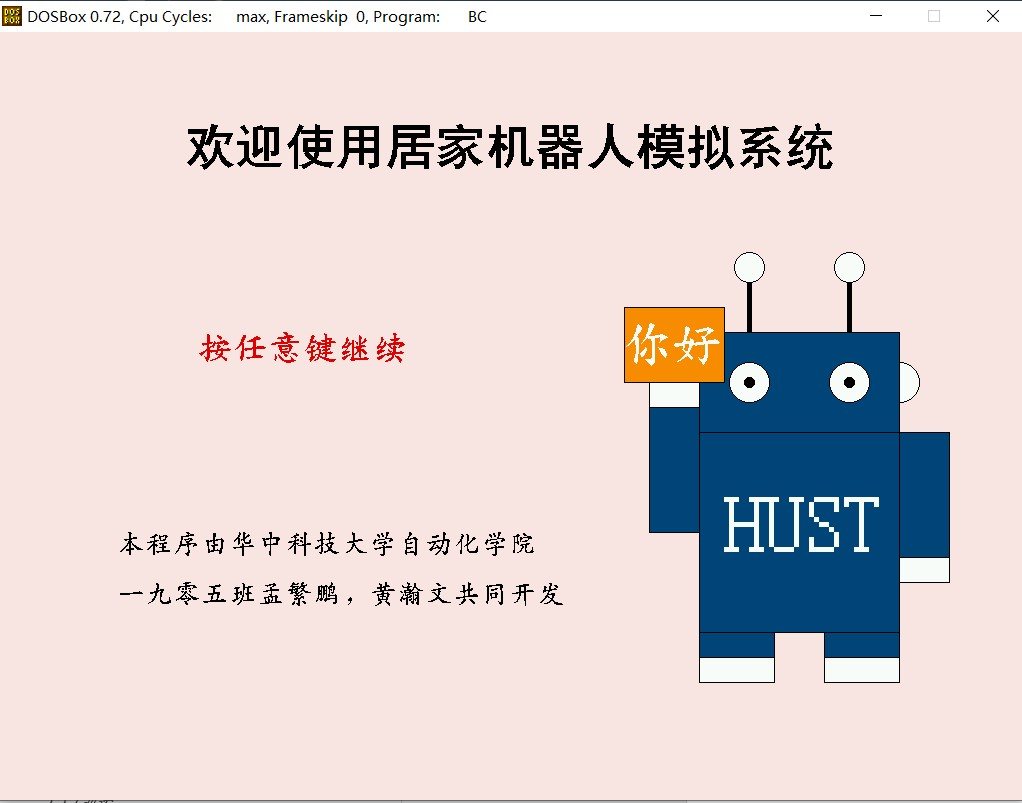 DOSBox 0.72, Cpu Cycles: max, Frameskip 0, Program: BC
欢迎使用居家机器人模拟系统
你好
按任意键继续
HUST
本程序由华中科技大学自动化学院
一九零五班孟繁鹏，黄瀚文共同开发